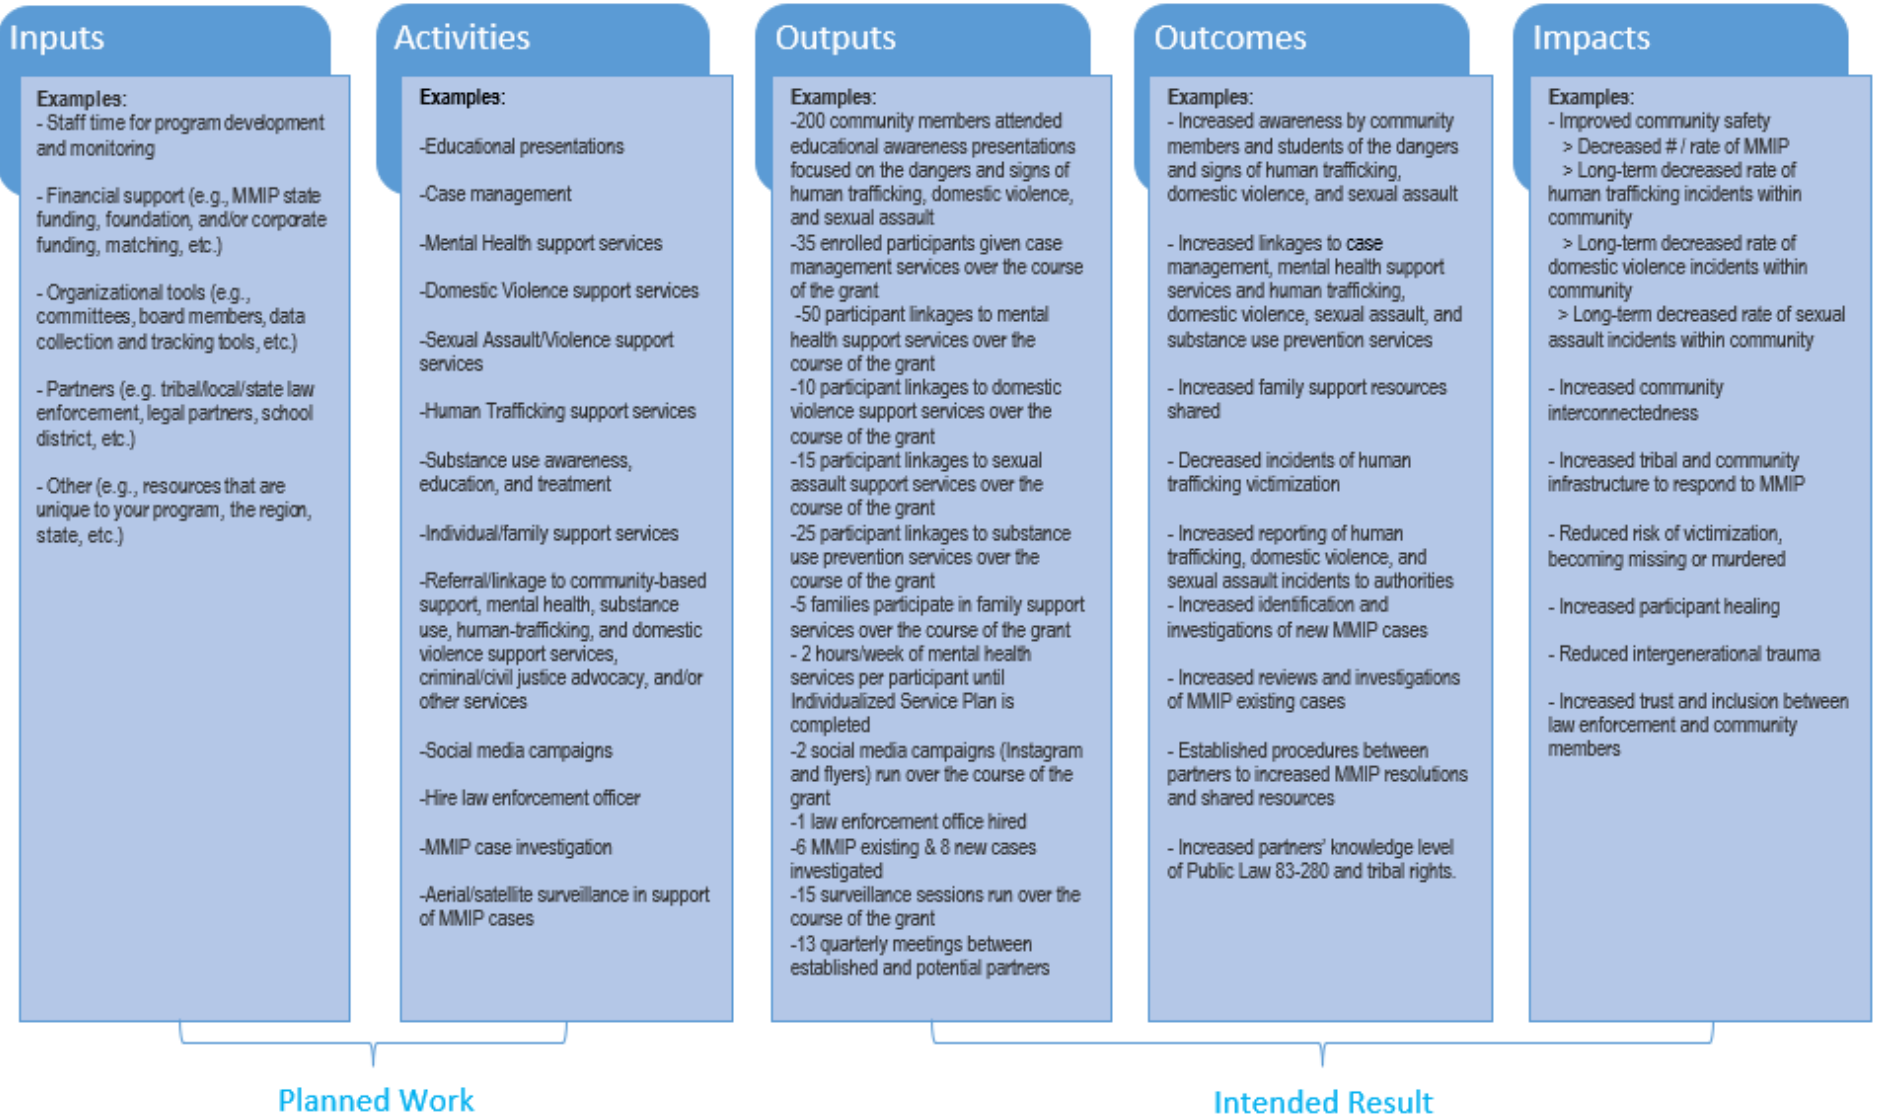 Inputs
Examples:
- Staff time for program development
and monitoring
- Financial support (e.g., MMIP state
funding, foundation, and/or corporate
funding, matching, etc.)
- Organizational tools (e.g.,
committees, board members, data
collection and tracking tools, etc.)
- Partners (e.g. tribal/local/state law
enforcement, legal partners, school
district, etc.)
- Other (e.g., resources that are
unique to your program, the region,
state, etc.)
Activities
Examples:
-Educational presentations
-Case management
-Mental Health support services
-Domestic Violence support services
-Sexual Assault/Violence support
services
-Human Trafficking support services
-Substance use awareness,
education, and treatment
-Individual/family support services
-Referral/linkage to community-based
support, mental health, substance
use, human-trafficking, and domestic
violence support services,
criminal/civil justice advocacy, and/or
other services
-Social media campaigns
-Hire law enforcement officer
-MMIP case investigation
-Aerial/satellite surveillance in support
of MMIP cases
Outputs
Examples:
-200 community members attended
educational awareness presentations
focused on the dangers and signs of
human trafficking, domestic violence,
and sexual assault
-35 enrolled participants given case
management services over the course
of the grant
-50 participant linkages to mental
health support services over the
course of the grant
-10 participant linkages to domestic
violence support services over the
course of the grant
-15 participant linkages to sexual
assault support services over the
course of the grant
-25 participant linkages to substance
use prevention services over the
course of the grant
-5 families participate in family support
services over the course of the grant
- 2 hours/week of mental health
services per participant until
Individualized Service Plan is
completed
-2 social media campaigns (Instagram
and flyers) run over the course of the
grant
-1 law enforcement office hired
-6 MMIP existing & 8 new cases
investigated
-15 surveillance sessions run over the
course of the grant
-13 quarterly meetings between
established and potential partners
Outcomes
Examples:
- Increased awareness by community
members and students of the dangers
and signs of human trafficking,
domestic violence, and sexual assault
- Increased linkages to case
management, mental health support
services and human trafficking,
domestic violence, sexual assault, and
substance use prevention services
- Increased family support resources
shared
- Decreased incidents of human
trafficking victimization
- Increased reporting of human
trafficking, domestic violence, and
sexual assault incidents to authorities
- Increased identification and
investigations of new MMIP cases
- Increased reviews and investigations
of MMIP existing cases
- Established procedures between
partners to increased MMIP resolutions
and shared resources
- Increased partners' knowledge level
of Public Law 83-280 and tribal rights.
Impacts
Examples:
- Improved community safety
> Decreased # / rate of MMIP
> Long-term decreased rate of
human trafficking incidents within
community
> Long-term decreased rate of
domestic violence incidents within
community
> Long-term decreased rate of sexual
assault incidents within community
- Increased community
interconnectedness
- Increased tribal and community
infrastructure to respond to MMIP
- Reduced risk of victimization,
becoming missing or murdered
- Increased participant healing
- Reduced intergenerational trauma
- Increased trust and inclusion between
law enforcement and community
members
Planned Work
Intended Result